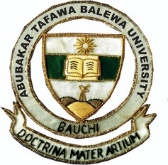 ABUBAKAR TAFAWA BALEWA UNIVERSITY
BAUCHI
DOCTRINA MATER ARTIUM